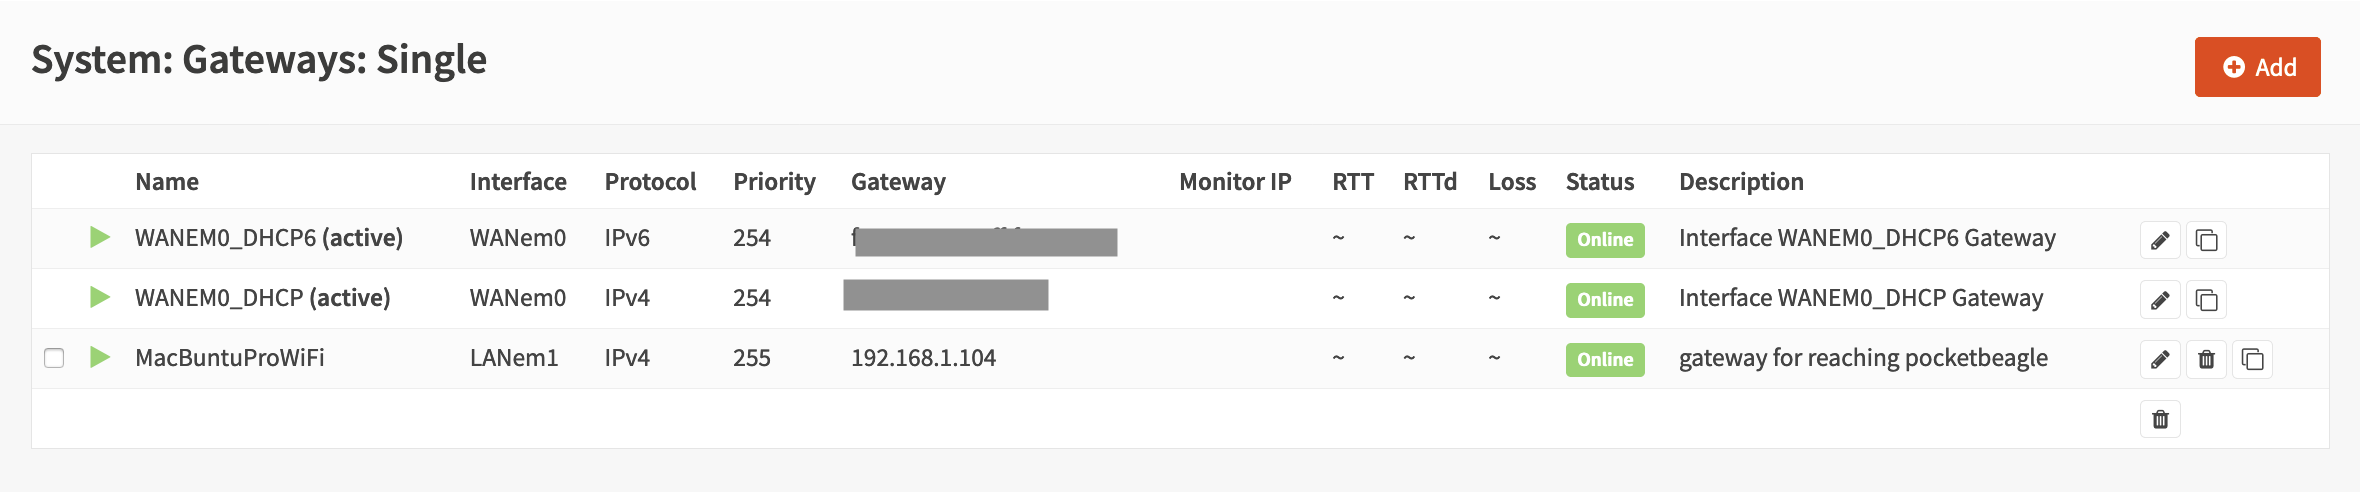 System: Gateways: Single
Add
Name Interface Protocol Priority Gateway Monitor IP RTT RTTd Loss Status Description
WANEM0_DHCP6 (active) WANem0 IPv6 254 ~ ~ ~ Online Interface WANEM0_DHCP6 Gateway
WANEM0_DHCP (active) WANem0 IPv4 254 ~ ~ ~ Online Interface WANEM0_DHCP Gateway
MacBuntuProWiFi LANem1 IPv4 255 192.168.1.104 ~ ~ ~ Online gateway for reaching pocketbeagle